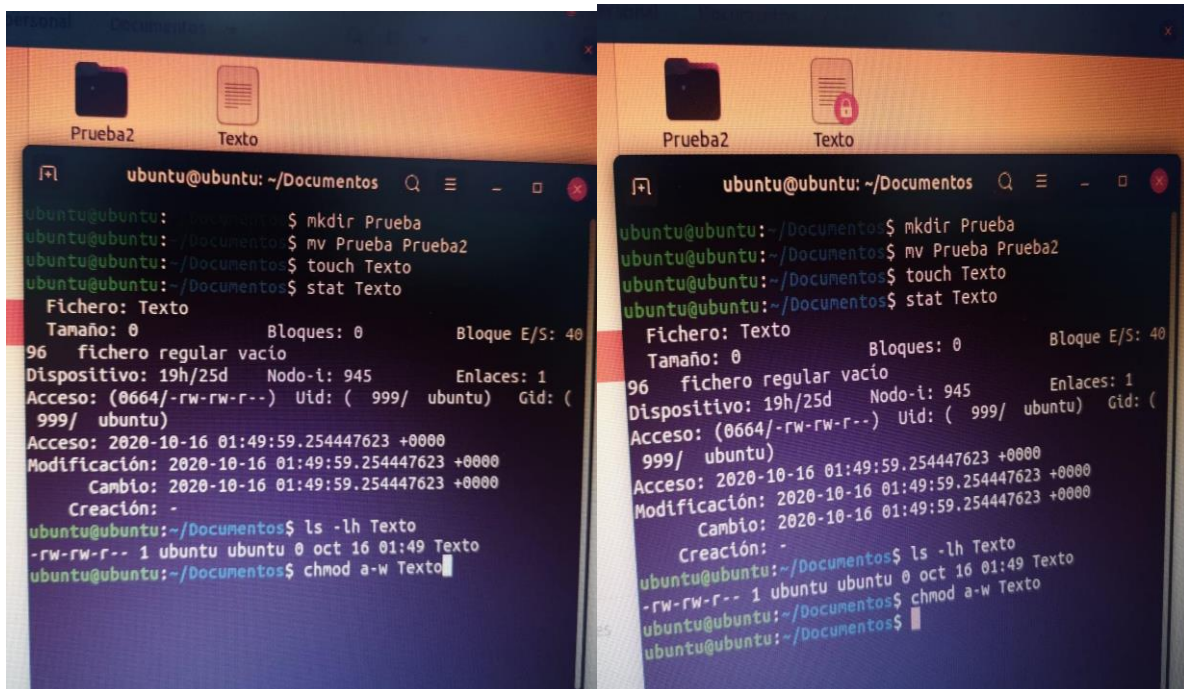 personal Documentos
Prueba2 Texto
ubuntu@ubuntu: ~/Documentos
ubuntu@ubuntu: $ mkdir Prueba
ubuntu@ubuntu:~/Documentos$ mv Prueba Prueba2
ubuntu@ubuntu:~/Documentos$ touch Texto
ubuntu@ubuntu:~/Documentos$ stat Texto
Fichero: Texto
Tamaño: 0 Bloques: 0 Bloque E/S: 40
96 fichero regular vacío
Dispositivo: 19h/25d Nodo-i: 945 Enlaces: 1
Acceso: (0664/-rw-rw-r--) Uid: ( 999/ ubuntu) Gid: (
999/ ubuntu)
Acceso: 2020-10-16 01:49:59.254447623 +0000
Modificación: 2020-10-16 01:49:59.254447623 +0000
Cambio: 2020-10-16 01:49:59.254447623 +0000
Creación: -
ubuntu@ubuntu:~/Documentos$ ls -lh Texto
-rw-rw-r-- 1 ubuntu ubuntu 0 oct 16 01:49 Texto
ubuntu@ubuntu:~/Documentos$ chmod a-w Texto
Prueba2 Texto
ubuntu@ubuntu: ~/Documentos
ubuntu@ubuntu:~/Documentos$ mkdir Prueba
ubuntu@ubuntu:~/Documentos$ mv Prueba Prueba2
ubuntu@ubuntu:~/Documentos$ touch Texto
ubuntu@ubuntu:~/Documentos$ stat Texto
Fichero: Texto
Tamaño: 0 Bloques: 0 Bloque E/S: 40
96 fichero regular vacío
Dispositivo: 19h/25d Nodo-i: 945 Enlaces: 1
Acceso: (0664/-rw-rw-r--) Uid: ( 999/ ubuntu) Gid: (
999/ ubuntu)
Acceso: 2020-10-16 01:49:59.254447623 +0000
Modificación: 2020-10-16 01:49:59.254447623 +0000
Cambio: 2020-10-16 01:49:59.254447623 +0000
Creación: -
ubuntu@ubuntu:~/Documentos$ ls -lh Texto
-rw-rw-r-- 1 ubuntu ubuntu 0 oct 16 01:49 Texto
ubuntu@ubuntu:~/Documentos$ chmod a-w Texto
ubuntu@ubuntu:~/Documentos$